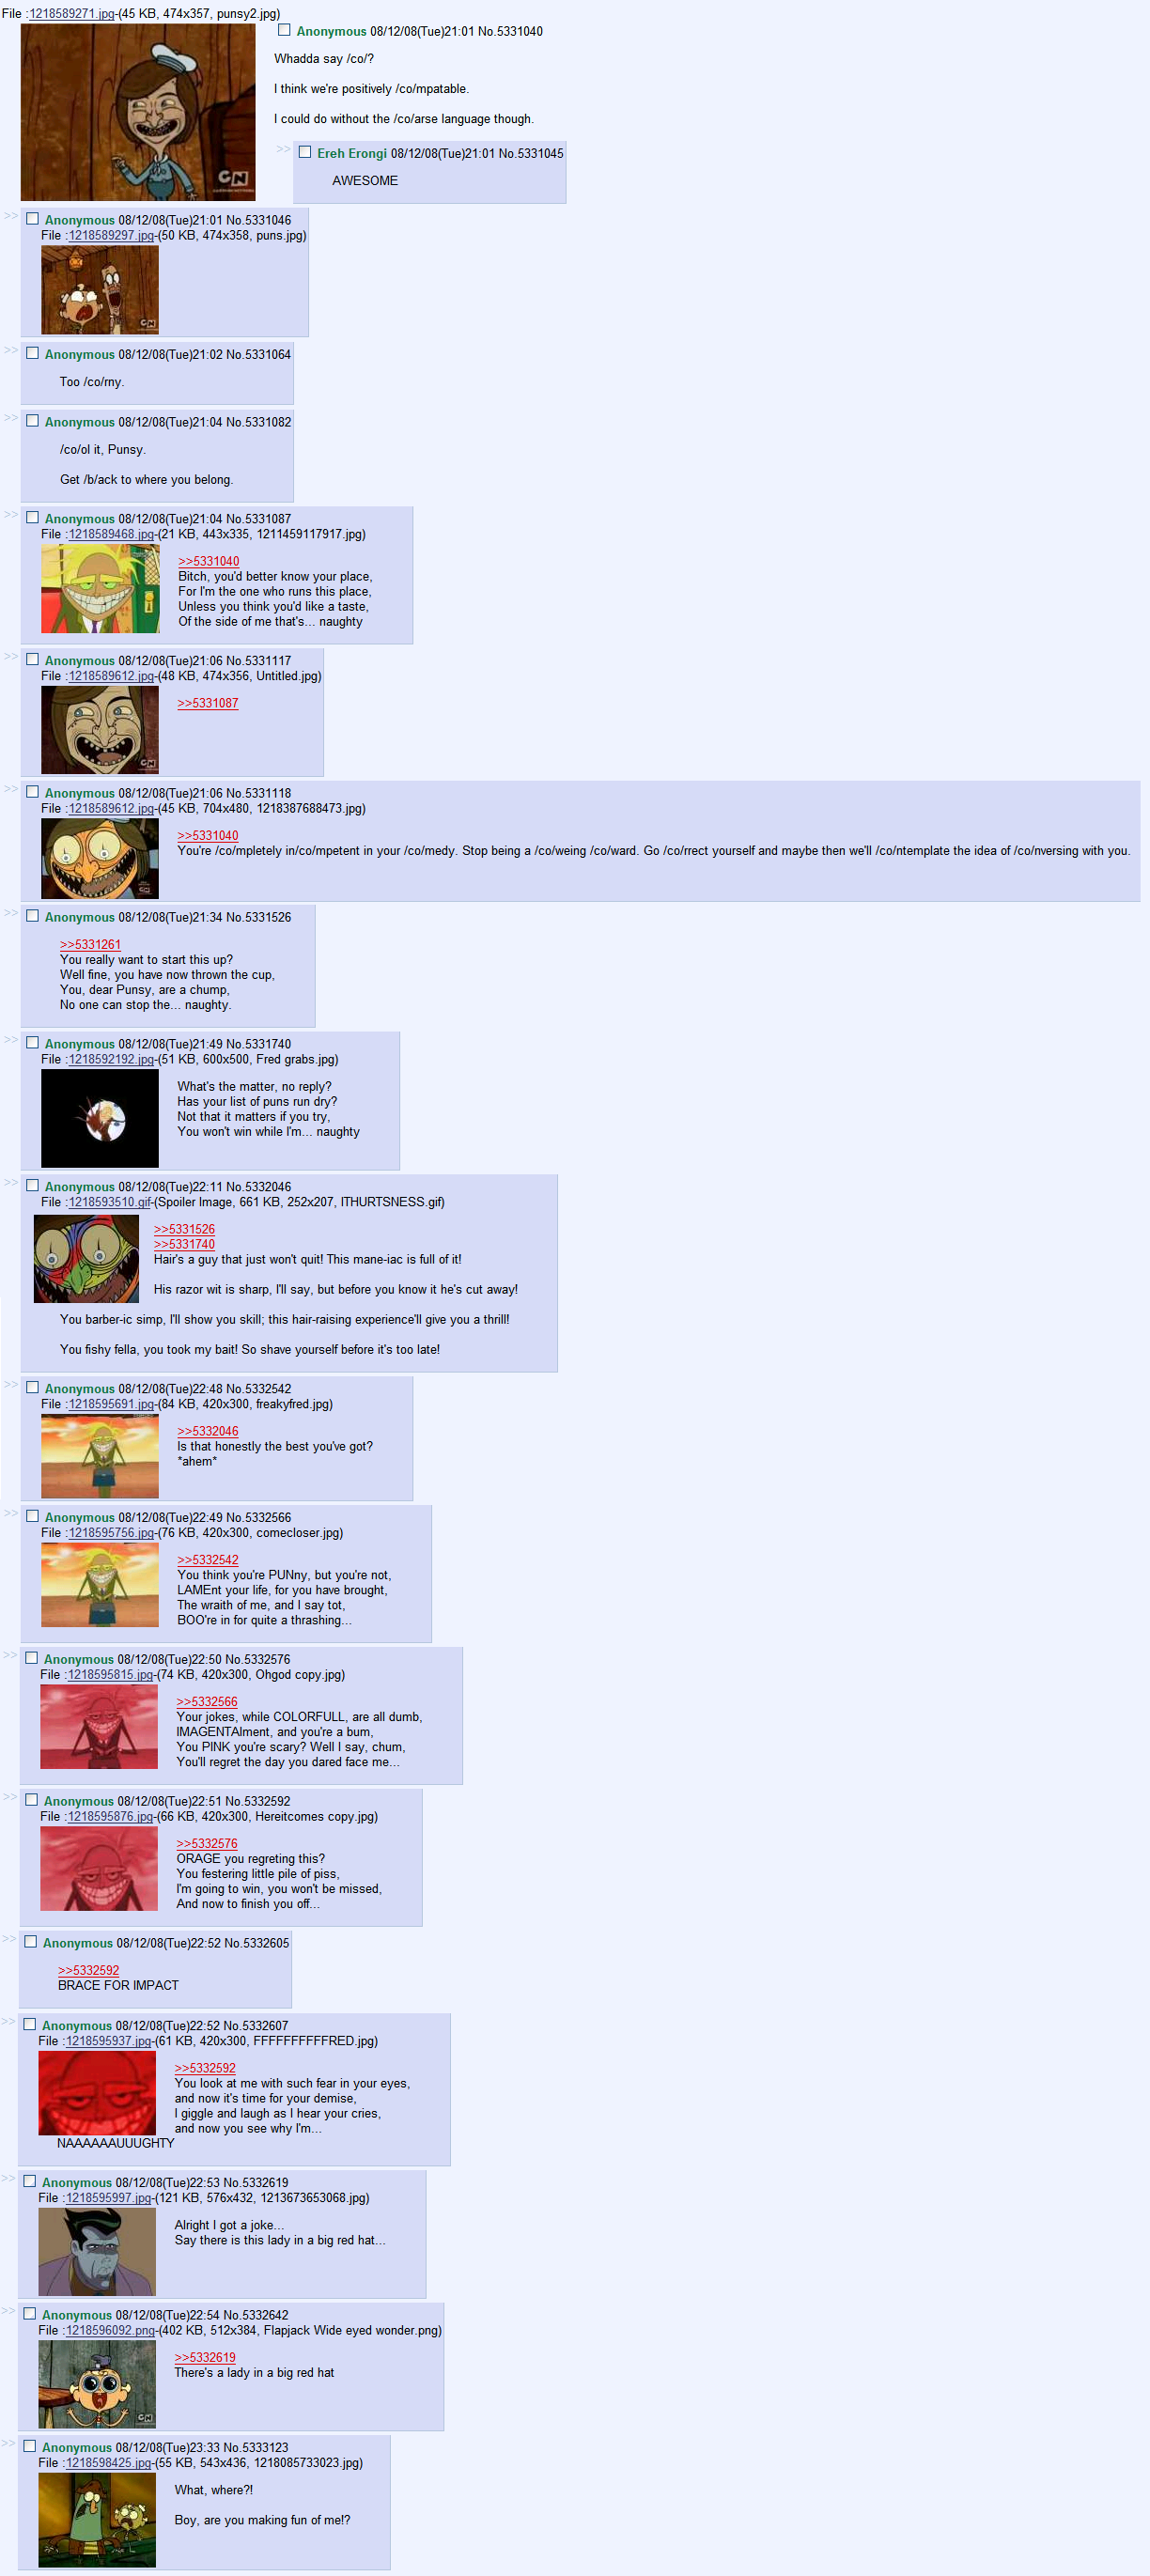 File :1218589271.jpg-(45 KB, 474x357, punsy2.jpg)
Anonymous 08/12/08(Tue)21:01 No.5331040
Whadda say /co/?
I think we're positively /co/mpatable.
I could do without the /co/arse language though.
CN
>> Ereh Erongi 08/12/08(Tue)21:01 No.5331045
AWESOME
>> Anonymous 08/12/08(Tue)21:01 No.5331046
File :1218589297.jpg-(50 KB, 474x358, puns.jpg)
CN
>> Anonymous 08/12/08(Tue)21:02 No.5331064
Too /co/rny.
>> Anonymous 08/12/08(Tue)21:04 No.5331082
/co/ol it, Punsy.
Get /b/ack to where you belong.
>> Anonymous 08/12/08(Tue)21:04 No.5331087
File :1218589468.jpg-(21 KB, 443x335, 1211459117917.jpg)
>>5331040
Bitch, you'd better know your place,
For I'm the one who runs this place,
Unless you think you'd like a taste,
Of the side of me that's... naughty
>> Anonymous 08/12/08(Tue)21:06 No.5331117
File :1218589612.jpg-(48 KB, 474x356, Untitled.jpg)
>>5331087
CN
>> Anonymous 08/12/08(Tue)21:06 No.5331118
File :1218589612.jpg-(45 KB, 704x480, 1218387688473.jpg)
>>5331040
You're /co/mpletely in/co/mpetent in your /co/medy. Stop being a /co/weing /co/ward. Go /co/rrect yourself and maybe then we'll /co/ntemplate the idea of /co/nversing with you.
CN
>> Anonymous 08/12/08(Tue)21:34 No.5331526
>>5331261
You really want to start this up?
Well fine, you have now thrown the cup,
You, dear Punsy, are a chump,
No one can stop the... naughty.
>> Anonymous 08/12/08(Tue)21:49 No.5331740
File :1218592192.jpg-(51 KB, 600x500, Fred grabs.jpg)
What's the matter, no reply?
Has your list of puns run dry?
Not that it matters if you try,
You won't win while I'm... naughty
>> Anonymous 08/12/08(Tue)22:11 No.5332046
File :1218593510.gif-(Spoiler Image, 661 KB, 252x207, ITHURTSNESS.gif)
>>5331526
>>5331740
Hair's a guy that just won't quit! This mane-iac is full of it!
His razor wit is sharp, I'll say, but before you know it he's cut away!
You barber-ic simp, I'll show you skill; this hair-raising experience'll give you a thrill!
You fishy fella, you took my bait! So shave yourself before it's too late!
>> Anonymous 08/12/08(Tue)22:48 No.5332542
File :1218595691.jpg-(84 KB, 420x300, freakyfred.jpg)
>>5332046
Is that honestly the best you've got?
*ahem*
>> Anonymous 08/12/08(Tue)22:49 No.5332566
File :1218595756.jpg-(76 KB, 420x300, comecloser.jpg)
>>5332542
You think you're PUNny, but you're not,
LAMEnt your life, for you have brought,
The wraith of me, and I say tot,
BOO're in for quite a thrashing...
>> Anonymous 08/12/08(Tue)22:50 No.5332576
File :1218595815.jpg-(74 KB, 420x300, Ohgod copy.jpg)
>>5332566
Your jokes, while COLORFULL, are all dumb,
IMAGENTAIment, and you're a bum,
You PINK you're scary? Well I say, chum,
You'll regret the day you dared face me...
>> Anonymous 08/12/08(Tue)22:51 No.5332592
File :1218595876.jpg-(66 KB, 420x300, Hereitcomes copy.jpg)
>>5332576
ORAGE you regreting this?
You festering little pile of piss,
I'm going to win, you won't be missed,
And now to finish you off...
>> Anonymous 08/12/08(Tue)22:52 No.5332605
>>5332592
BRACE FOR IMPACT
>> Anonymous 08/12/08(Tue)22:52 No.5332607
File :1218595937.jpg-(61 KB, 420x300, FFFFFFFFFFRED.jpg)
>>5332592
You look at me with such fear in your eyes,
and now it's time for your demise,
I giggle and laugh as I hear your cries,
and now you see why I'm...
NAAAAAAUUUGHTY
>> Anonymous 08/12/08(Tue)22:53 No.5332619
File :1218595997.jpg-(121 KB, 576x432, 1213673653068.jpg)
Alright I got a joke...
Say there is this lady in a big red hat...
>> Anonymous 08/12/08(Tue)22:54 No.5332642
File :1218596092.png-(402 KB, 512x384, Flapjack Wide eyed wonder.png)
>>5332619
There's a lady in a big red hat
CN
>> Anonymous 08/12/08(Tue)23:33 No.5333123
File :1218598425.jpg-(55 KB, 543x436, 1218085733023.jpg)
What, where?!
Boy, are you making fun of me!?